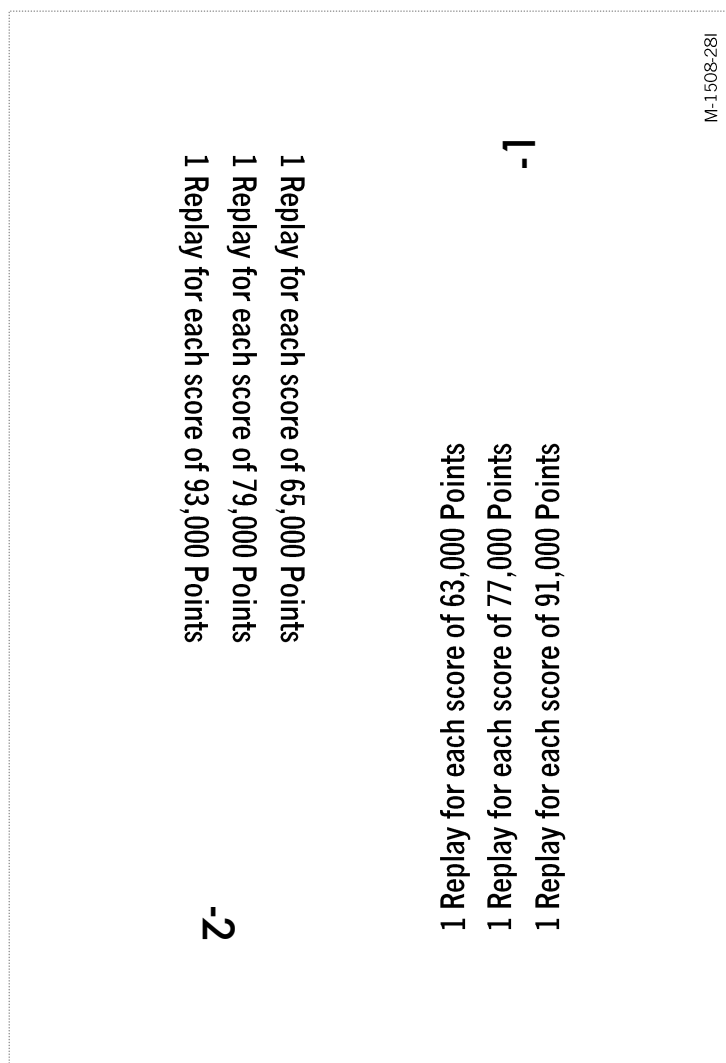 M-1508-28I
-1
1 Replay for each score of 63,000 Points
1 Replay for each score of 77,000 Points
1 Replay for each score of 91,000 Points
1 Replay for each score of 65,000 Points
1 Replay for each score of 79,000 Points
1 Replay for each score of 93,000 Points
-2